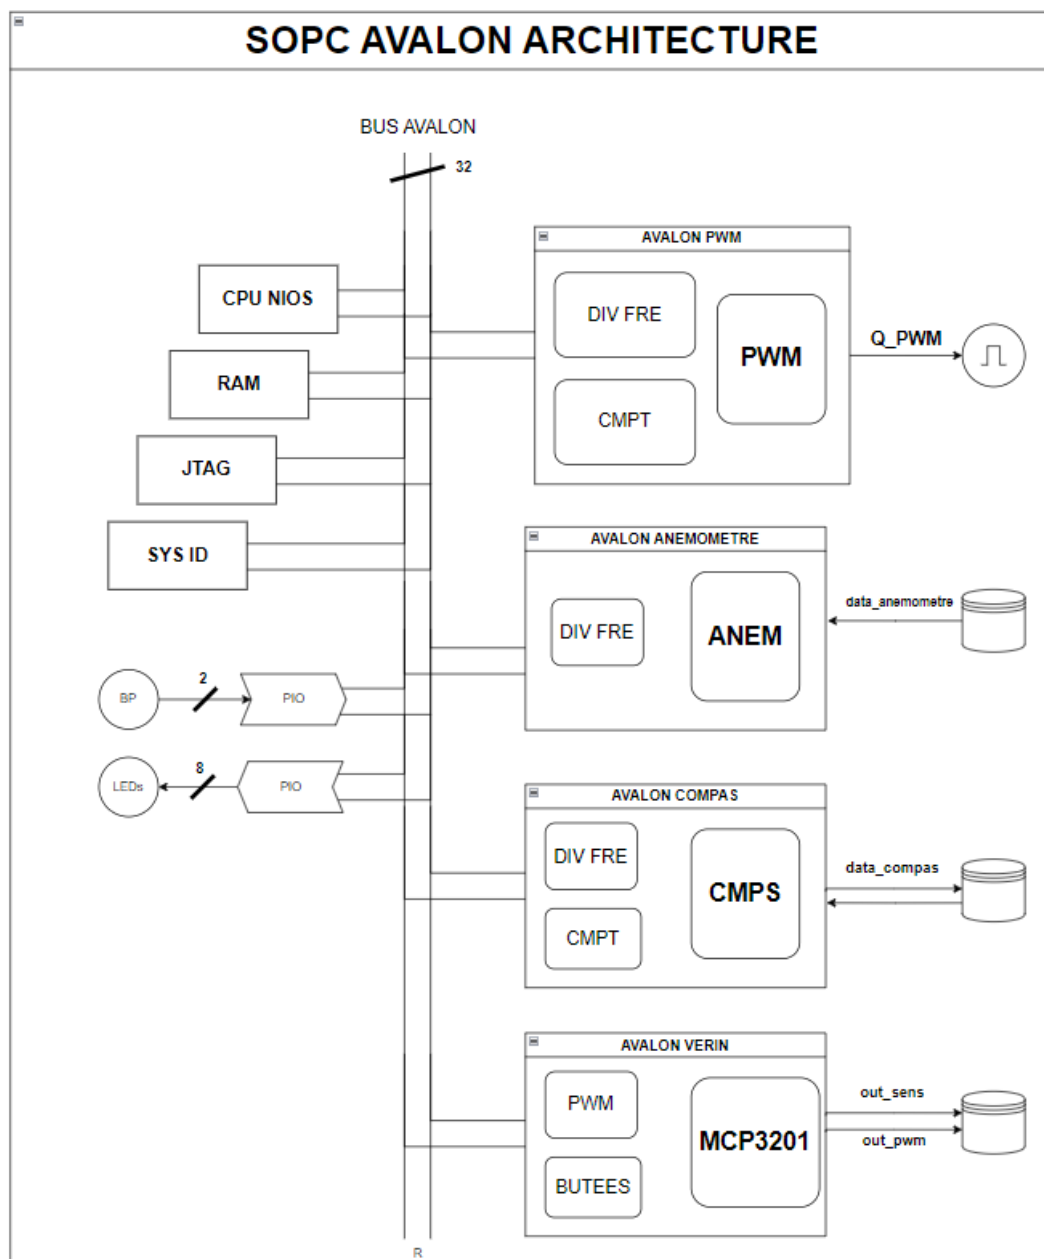 SOPC AVALON ARCHITECTURE
BUS AVALON
32
CPU NIOS
RAM
JTAG
SYS ID
BP
2
PIO
LEDs
8
PIO
AVALON PWM
DIV FRE
CMPT
PWM
Q_PWM
AVALON ANEMOMETRE
DIV FRE
ANEM
data_anemometre
AVALON COMPAS
DIV FRE
CMPT
CMPS
data_compas
AVALON VERIN
PWM
BUTEES
MCP3201
out_sens
out_pwm
R